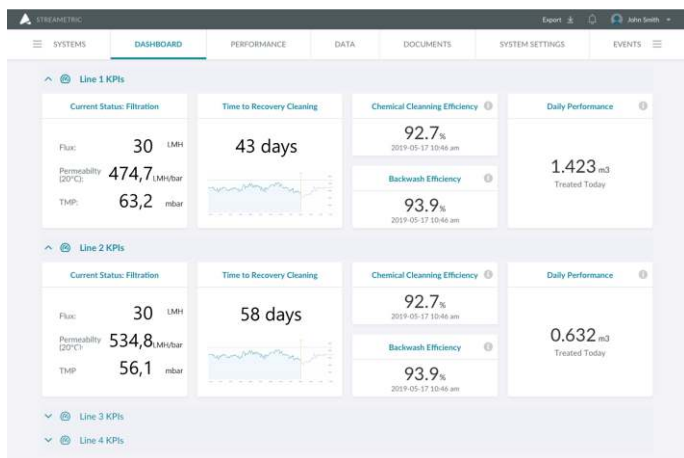 STREAMETRIC Export John Smith
SYSTEMS DASHBOARD PERFORMANCE DATA DOCUMENTS SYSTEM SETTINGS EVENTS
Line 1 KPIs
Current Status: Filtration
Flux: 30 LMH
Permeabilty (20°C): 474,7 LMH/bar
TMP: 63,2 mbar
Time to Recovery Cleaning
43 days
Chemical Cleanning Efficiency
92.7%
2019-05-17 10:46 am
Backwash Efficiency
93.9%
2019-05-17 10:46 am
Daily Performance
1.423 m3
Treated Today
Line 2 KPIs
Current Status: Filtration
Flux: 30 LMH
Permeabilty (20°C): 534,8 LMH/bar
TMP 56,1 mbar
Time to Recovery Cleaning
58 days
Chemical Cleanning Efficiency
92.7%
2019-05-17 10:46 am
Backwash Efficiency
93.9%
2019-05-17 10:46 am
Daily Performance
0.632 m3
Treated Today
Line 3 KPIs
Line 4 KPIs